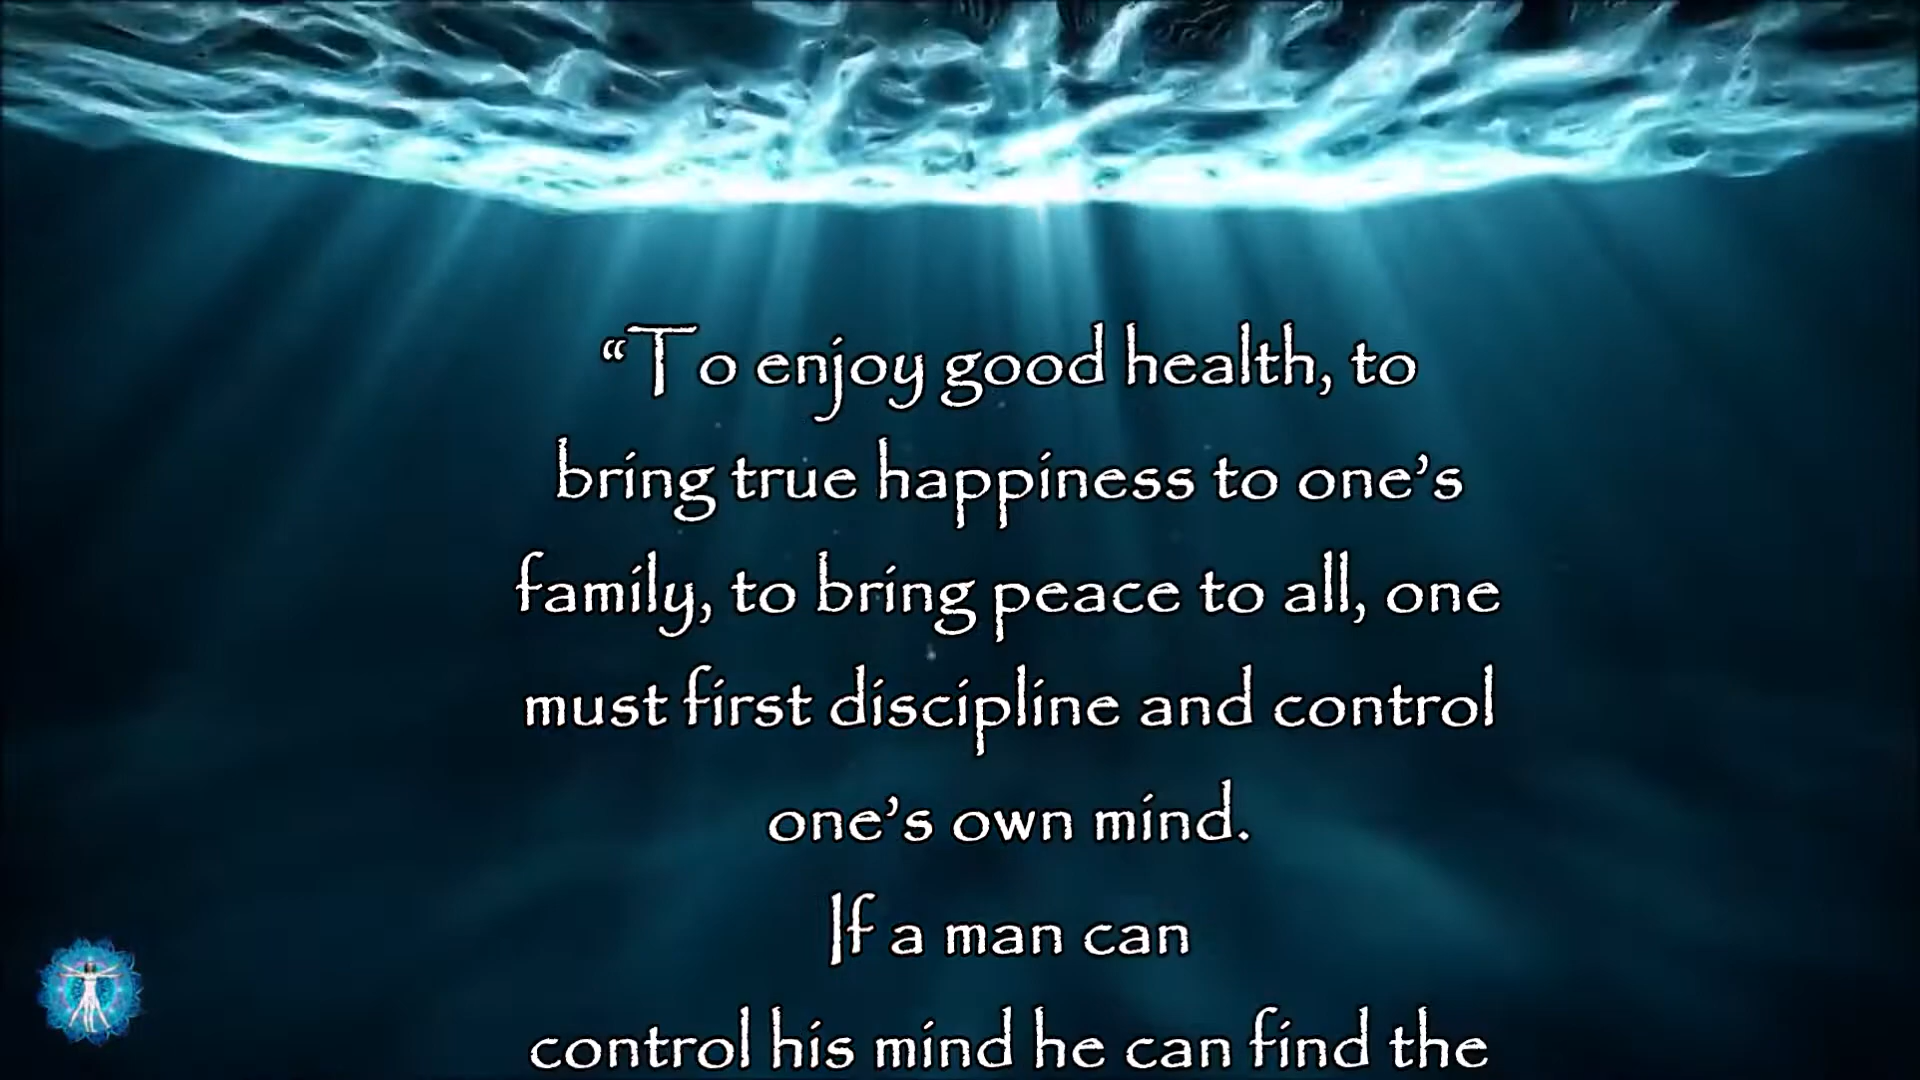 “To enjoy good health, to
bring true happiness to one’s
family, to bring peace to all, one
must first discipline and control
one’s own mind.
If a man can
control his mind he can find the